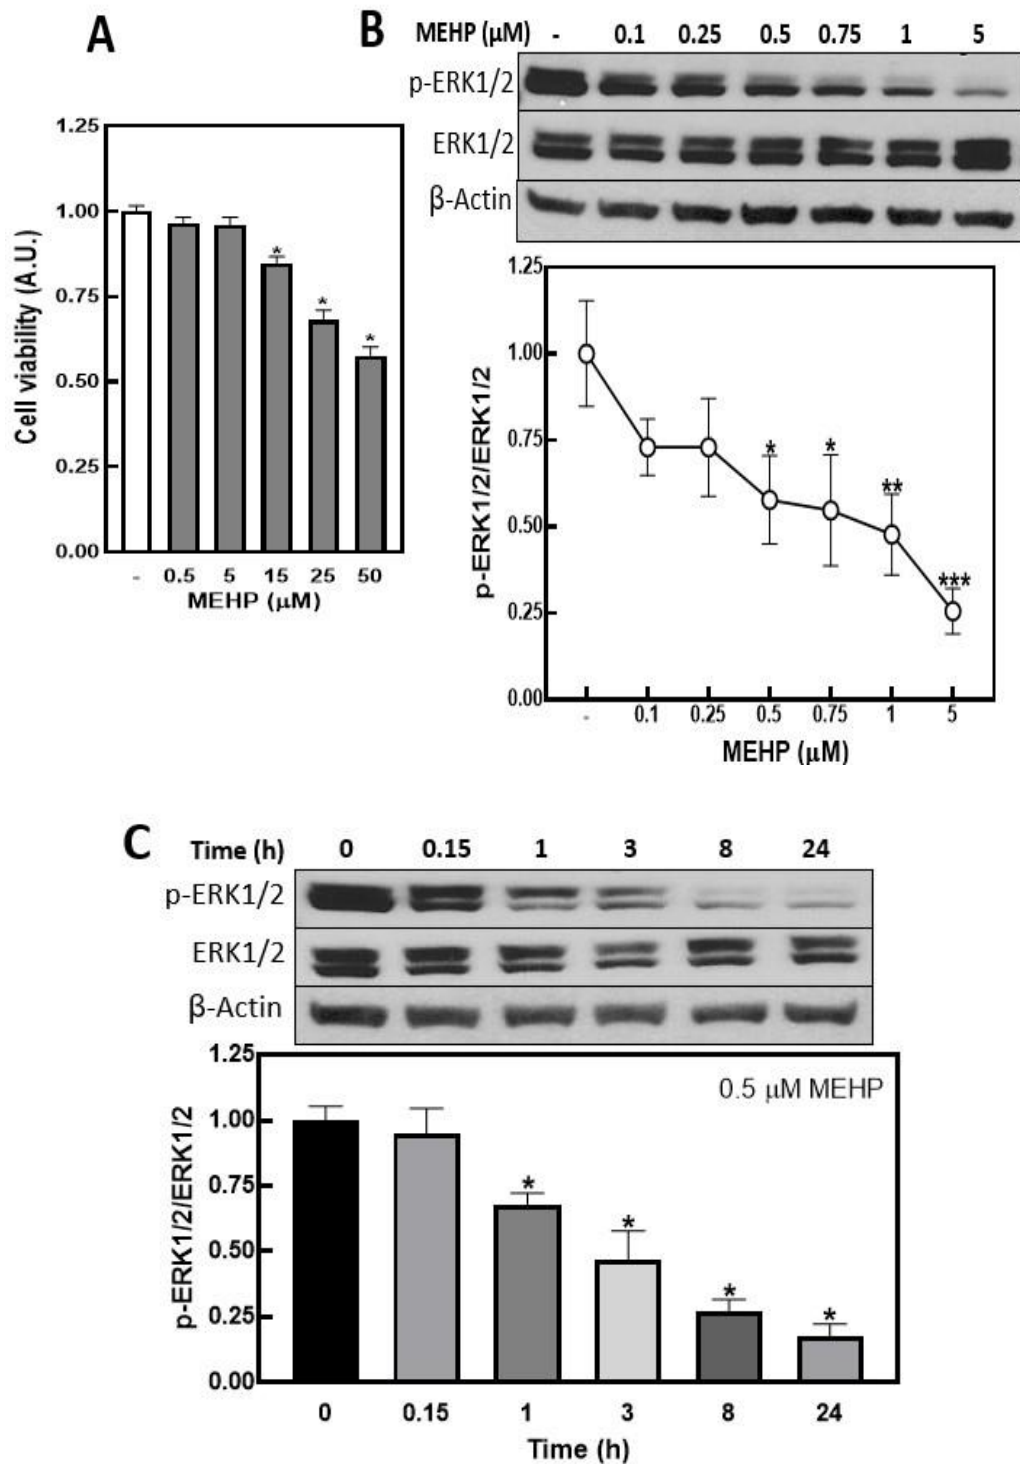 A
1.25
1.00
0.75
0.50
0.25
0.00
Cell viability (A.U.)
*
*
*
- 0.5 5 15 25 50
MEHP (μM)
B
MEHP (μM) - 0.1 0.25 0.5 0.75 1 5
p-ERK1/2
ERK1/2
β-Actin
1.25
1.00
0.75
0.50
0.25
0.00
p-ERK1/2/ERK1/2
*
*
**
***
- 0.1 0.25 0.5 0.75 1 5
MEHP (μM)
C
Time (h) 0 0.15 1 3 8 24
p-ERK1/2
ERK1/2
β-Actin
1.25
1.00
0.75
0.50
0.25
0.00
p-ERK1/2/ERK1/2
0.5 μM MEHP
*
*
*
*
0 0.15 1 3 8 24
Time (h)